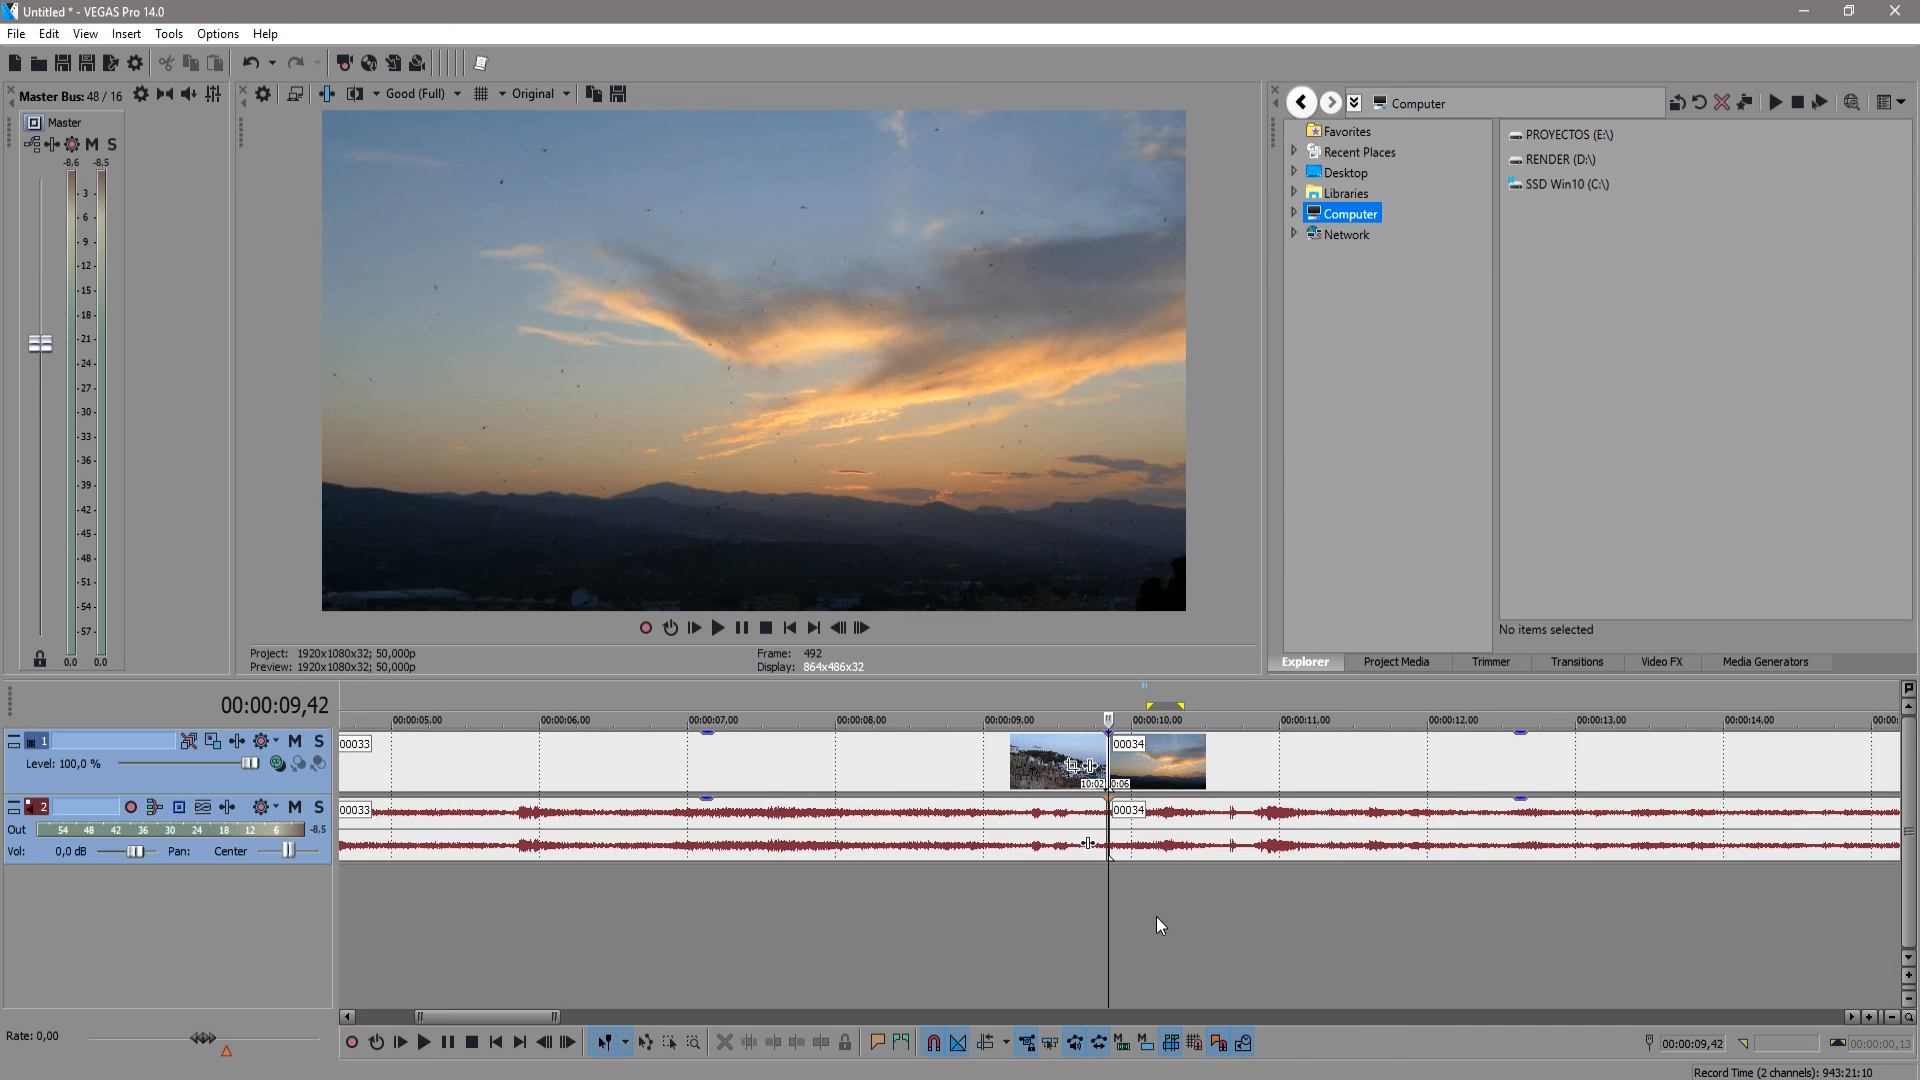 Untitled * - VEGAS Pro 14.0
File Edit View Insert Tools Options Help
Master Bus: 48 / 16
Good (Full)
Original
Computer
Master
M S
-8,6 -8,5
- 3 -
- 6 -
- 9 -
-12-
-15-
-18-
-21-
-24-
-27-
-30-
-33-
-36-
-39-
-42-
-45-
-48-
-51-
-54-
-57-
0,0 0,0
Favorites
Recent Places
Desktop
Libraries
Computer
Network
PROYECTOS (E:\)
RENDER (D:\)
SSD Win10 (C:\)
No items selected
Project: 1920x1080x32; 50,000p
Preview: 1920x1080x32; 50,000p
Frame: 492
Display: 864x486x32
Explorer Project Media Trimmer Transitions Video FX Media Generators
00:00:09,42
00:00:05,00 00:00:06,00 00:00:07,00 00:00:08,00 00:00:09,00 00:00:10,00 00:00:11,00 00:00:12,00 00:00:13,00 00:00:14,00 00:00:
1 M S
Level: 100,0 %
00033 00034
10:02 0:06
2 M S
Out 54 48 42 36 30 24 18 12 6 -8,5
Vol: 0,0 dB Pan: Center
00033 00034
Rate: 0,00
00:00:09,42 00:00:00,13
Record Time (2 channels): 943:21:10